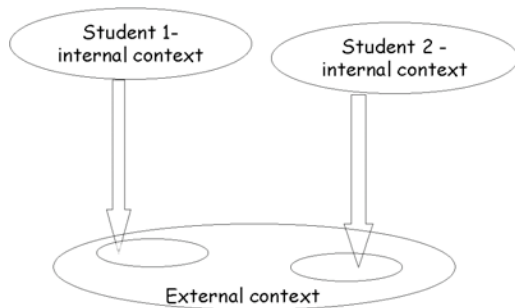 Student 1-
internal context
Student 2 -
internal context
External context